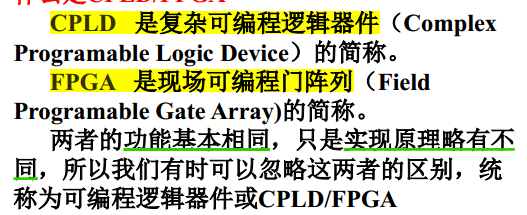 CPLD 是复杂可编程逻辑器件（Complex
Programable Logic Device）的简称。
FPGA 是现场可编程门阵列（Field
Programable Gate Array)的简称。
两者的功能基本相同，只是实现原理略有不
同，所以我们有时可以忽略这两者的区别，统
称为可编程逻辑器件或CPLD/FPGA